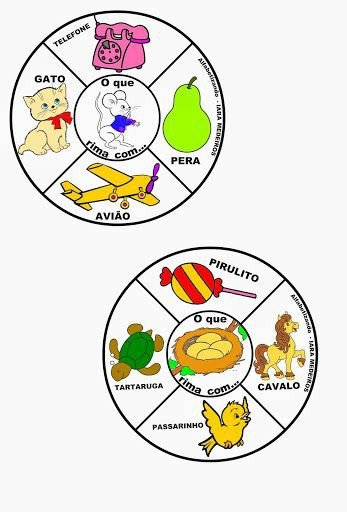 TELEFONE
GATO
O que
rima com...
PERA
AVIÃO
Alfabetizando - IARA MEDEIROS
PIRULITO
O que
rima com...
TARTARUGA
CAVALO
PASSARINHO
Alfabetizando - IARA MEDEIROS